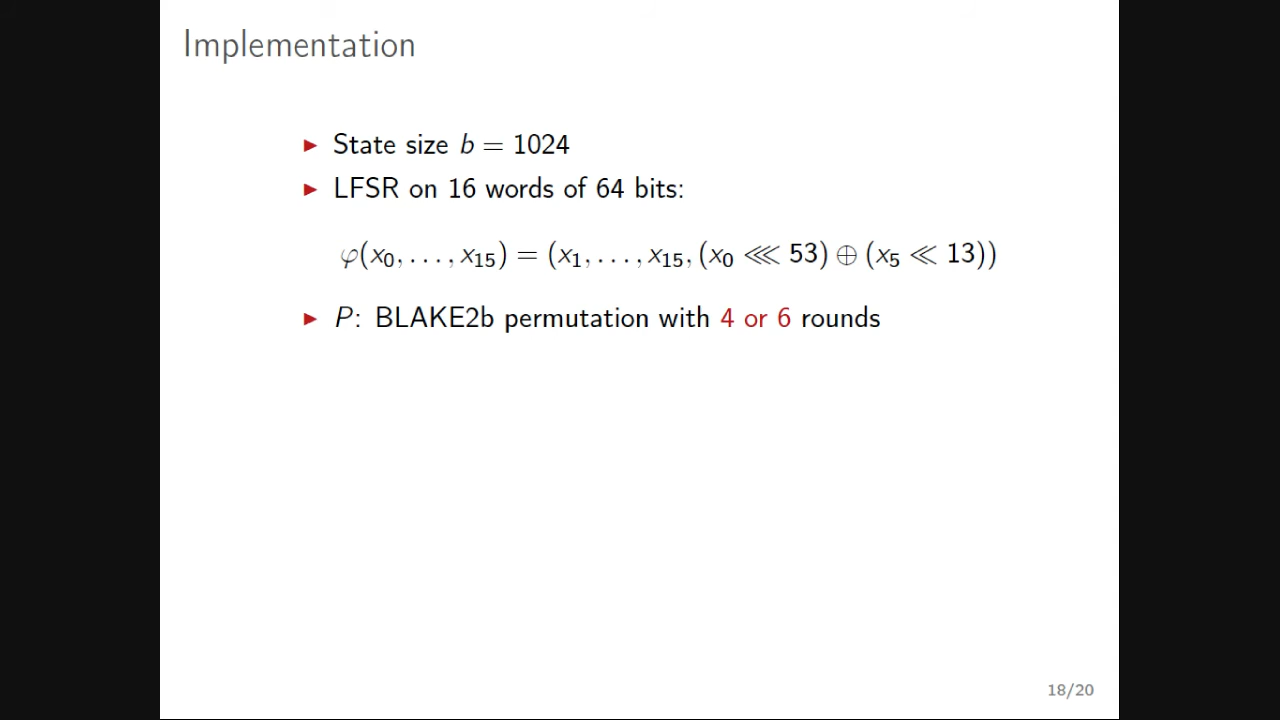 Implementation
▶ State size b = 1024
▶ LFSR on 16 words of 64 bits:
φ(x₀, . . . , x₁₅) = (x₁, . . . , x₁₅, (x₀ ⋘ 53) ⊕ (x₅ ≪ 13))
▶ P: BLAKE2b permutation with 4 or 6 rounds
18/20